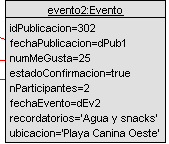 evento2:Evento
idPublicacion=302
fechaPublicacion=dPub1
numMeGusta=25
estadoConfirmacion=true
nParticipantes=2
fechaEvento=dEv2
recordatorios='Agua y snacks'
ubicacion='Playa Canina Oeste'